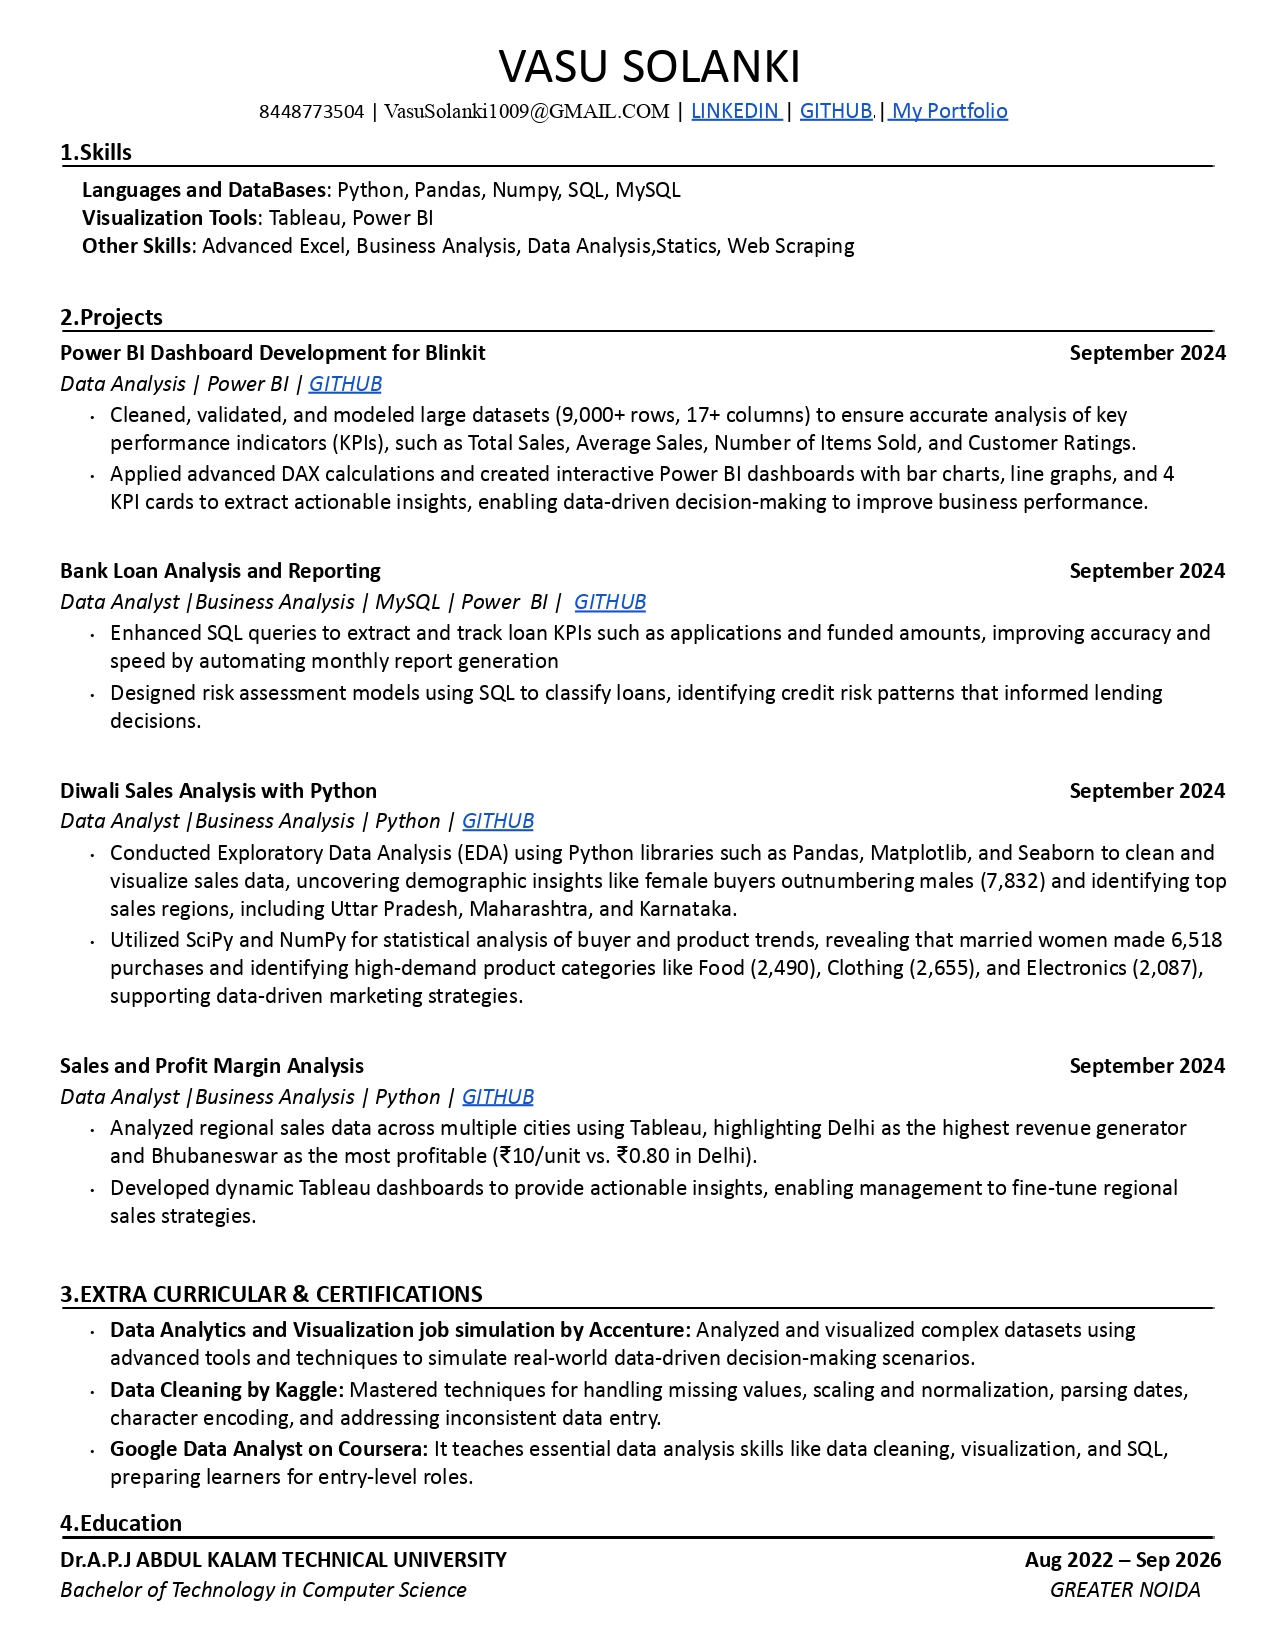 VASU SOLANKI
8448773504 | VasuSolanki1009@GMAIL.COM | LINKEDIN | GITHUB. | My Portfolio
1.Skills
Languages and DataBases: Python, Pandas, Numpy, SQL, MySQL
Visualization Tools: Tableau, Power BI
Other Skills: Advanced Excel, Business Analysis, Data Analysis,Statics, Web Scraping
2.Projects
Power BI Dashboard Development for Blinkit September 2024
Data Analysis | Power BI | GITHUB
• Cleaned, validated, and modeled large datasets (9,000+ rows, 17+ columns) to ensure accurate analysis of key
performance indicators (KPIs), such as Total Sales, Average Sales, Number of Items Sold, and Customer Ratings.
• Applied advanced DAX calculations and created interactive Power BI dashboards with bar charts, line graphs, and 4
KPI cards to extract actionable insights, enabling data-driven decision-making to improve business performance.
Bank Loan Analysis and Reporting September 2024
Data Analyst |Business Analysis | MySQL | Power BI | GITHUB
• Enhanced SQL queries to extract and track loan KPIs such as applications and funded amounts, improving accuracy and
speed by automating monthly report generation
• Designed risk assessment models using SQL to classify loans, identifying credit risk patterns that informed lending
decisions.
Diwali Sales Analysis with Python September 2024
Data Analyst |Business Analysis | Python | GITHUB
• Conducted Exploratory Data Analysis (EDA) using Python libraries such as Pandas, Matplotlib, and Seaborn to clean and
visualize sales data, uncovering demographic insights like female buyers outnumbering males (7,832) and identifying top
sales regions, including Uttar Pradesh, Maharashtra, and Karnataka.
• Utilized SciPy and NumPy for statistical analysis of buyer and product trends, revealing that married women made 6,518
purchases and identifying high-demand product categories like Food (2,490), Clothing (2,655), and Electronics (2,087),
supporting data-driven marketing strategies.
Sales and Profit Margin Analysis September 2024
Data Analyst |Business Analysis | Python | GITHUB
• Analyzed regional sales data across multiple cities using Tableau, highlighting Delhi as the highest revenue generator
and Bhubaneswar as the most profitable (₹10/unit vs. ₹0.80 in Delhi).
• Developed dynamic Tableau dashboards to provide actionable insights, enabling management to fine-tune regional
sales strategies.
3.EXTRA CURRICULAR & CERTIFICATIONS
• Data Analytics and Visualization job simulation by Accenture: Analyzed and visualized complex datasets using
advanced tools and techniques to simulate real-world data-driven decision-making scenarios.
• Data Cleaning by Kaggle: Mastered techniques for handling missing values, scaling and normalization, parsing dates,
character encoding, and addressing inconsistent data entry.
• Google Data Analyst on Coursera: It teaches essential data analysis skills like data cleaning, visualization, and SQL,
preparing learners for entry-level roles.
4.Education
Dr.A.P.J ABDUL KALAM TECHNICAL UNIVERSITY Aug 2022 – Sep 2026
Bachelor of Technology in Computer Science GREATER NOIDA